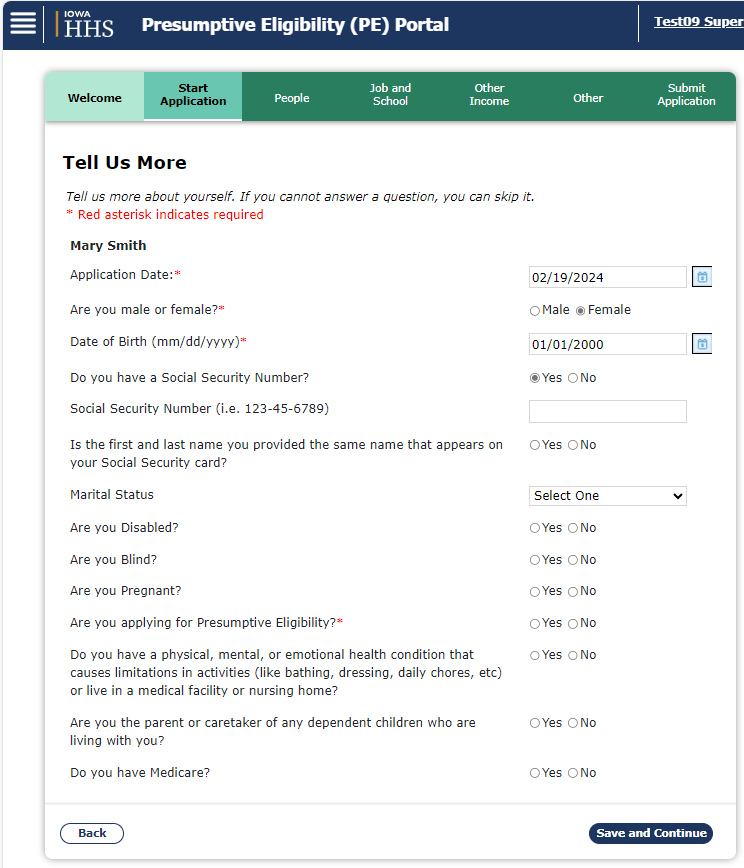 IOWA
HHS
Presumptive Eligibility (PE) Portal
Test09 Super
Welcome
Start
Application
People
Job and
School
Other
Income
Other
Submit
Application
Tell Us More
Tell us more about yourself. If you cannot answer a question, you can skip it.
* Red asterisk indicates required
Mary Smith
Application Date:*
02/19/2024
Are you male or female?*
Male Female
Date of Birth (mm/dd/yyyy)*
01/01/2000
Do you have a Social Security Number?
Yes No
Social Security Number (i.e. 123-45-6789)
Is the first and last name you provided the same name that appears on
your Social Security card?
Yes No
Marital Status
Select One
Are you Disabled?
Yes No
Are you Blind?
Yes No
Are you Pregnant?
Yes No
Are you applying for Presumptive Eligibility?*
Yes No
Do you have a physical, mental, or emotional health condition that
causes limitations in activities (like bathing, dressing, daily chores, etc)
or live in a medical facility or nursing home?
Yes No
Are you the parent or caretaker of any dependent children who are
living with you?
Yes No
Do you have Medicare?
Yes No
Back
Save and Continue